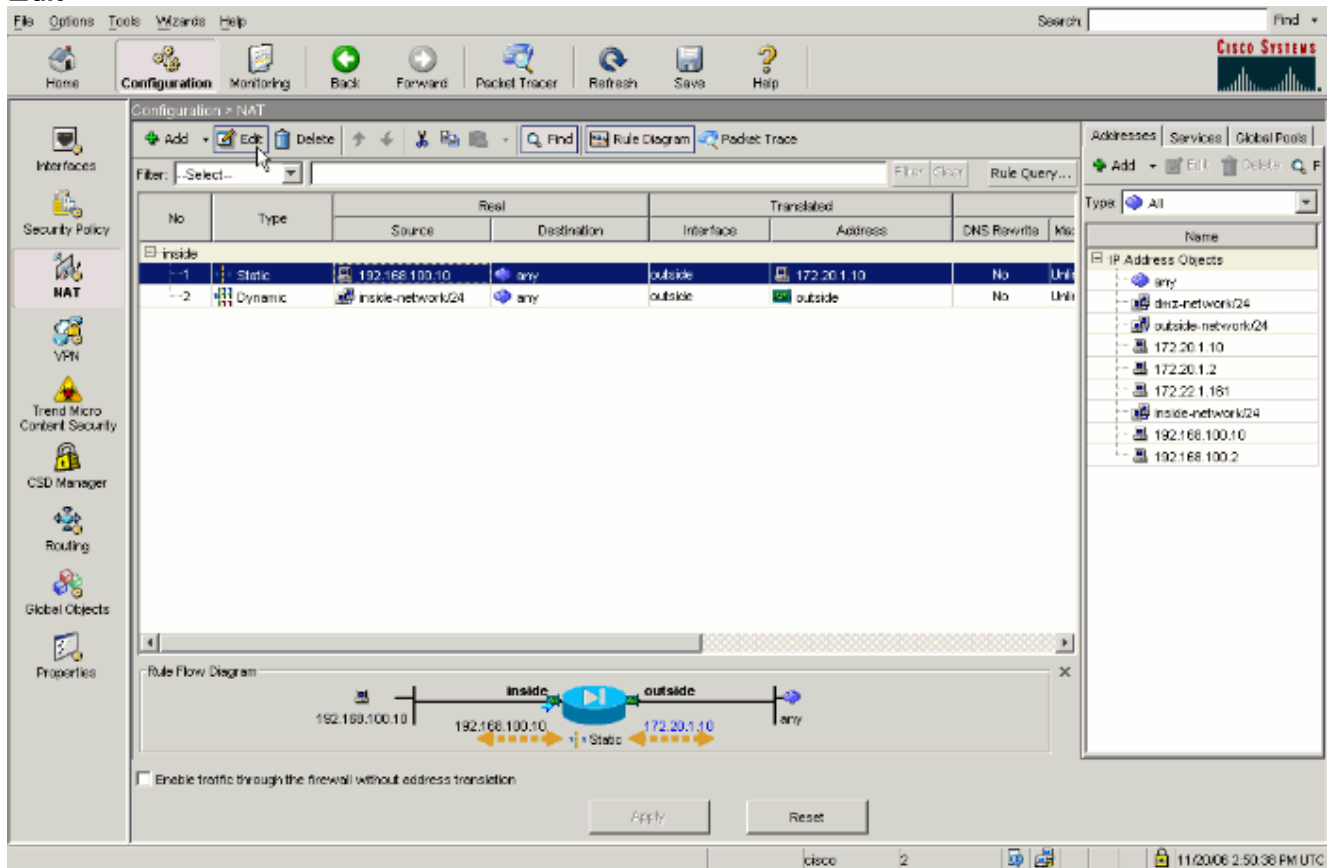 File Options Tools Wizards Help Search: Find
Home Configuration Monitoring Back Forward Packet Tracer Refresh Save Help
CISCO SYSTEMS
Configuration > NAT
Interfaces
Security Policy
NAT
VPN
Trend Micro
Content Security
CSD Manager
Routing
Global Objects
Properties
Add Edit Delete Find Rule Diagram Packet Trace
Filter: --Select-- Filter Clear Rule Query...
No Type Real Translated
Source Destination Interface Address DNS Rewrite
inside
1 Static 192.168.100.10 any outside 172.20.1.10 No
2 Dynamic inside-network/24 any outside outside No
Rule Flow Diagram
inside outside
192.168.100.10 192.168.100.10 172.20.1.10 any
Static
Enable traffic through the firewall without address translation
Apply Reset
Addresses Services Global Pools
Add Edit Delete F
Type: All
Name
IP Address Objects
any
dmz-network/24
outside-network/24
172.20.1.10
172.20.1.2
172.22.1.161
inside-network/24
192.168.100.10
192.168.100.2
cisco 2 11/20/06 2:50:38 PM UTC